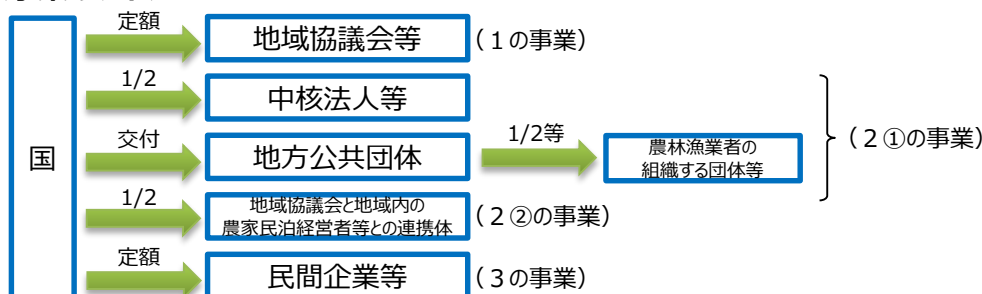 国
定額
地域協議会等
（１の事業）
1/2
中核法人等
交付
地方公共団体
1/2等
農林漁業者の
組織する団体等
（２①の事業）
1/2
地域協議会と地域内の
農家民泊経営者等との連携体
（２②の事業）
定額
民間企業等
（３の事業）